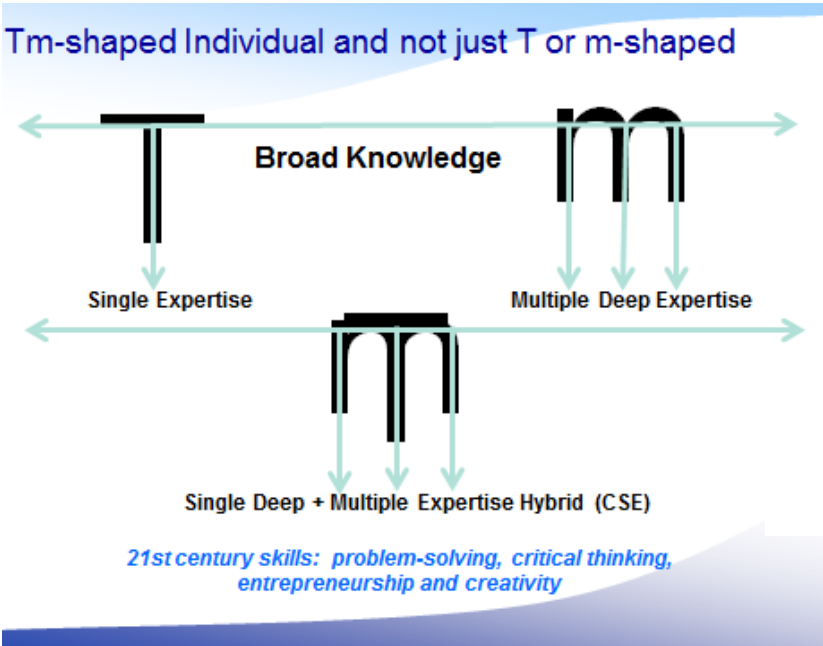 Tm-shaped Individual and not just T or m-shaped
T
m
Broad Knowledge
Single Expertise
Multiple Deep Expertise
Single Deep + Multiple Expertise Hybrid (CSE)
21st century skills: problem-solving, critical thinking,
entrepreneurship and creativity